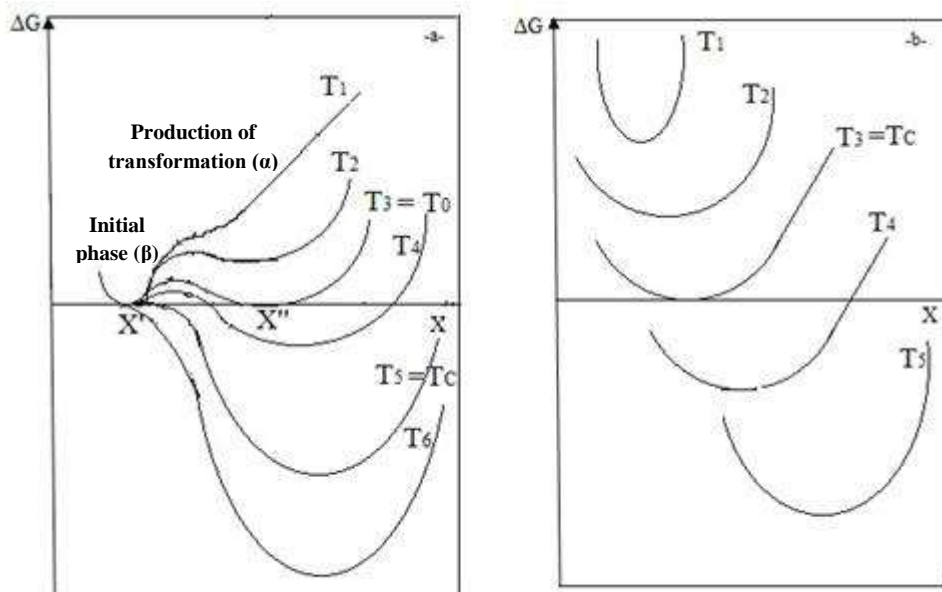 ΔG
-a-
T1
Production of
transformation (α)
T2
Initial
phase (β)
T3 = T0
T4
X'
X"
X
T5 = TC
T6
ΔG
-b-
T1
T2
T3 = TC
T4
X
T5